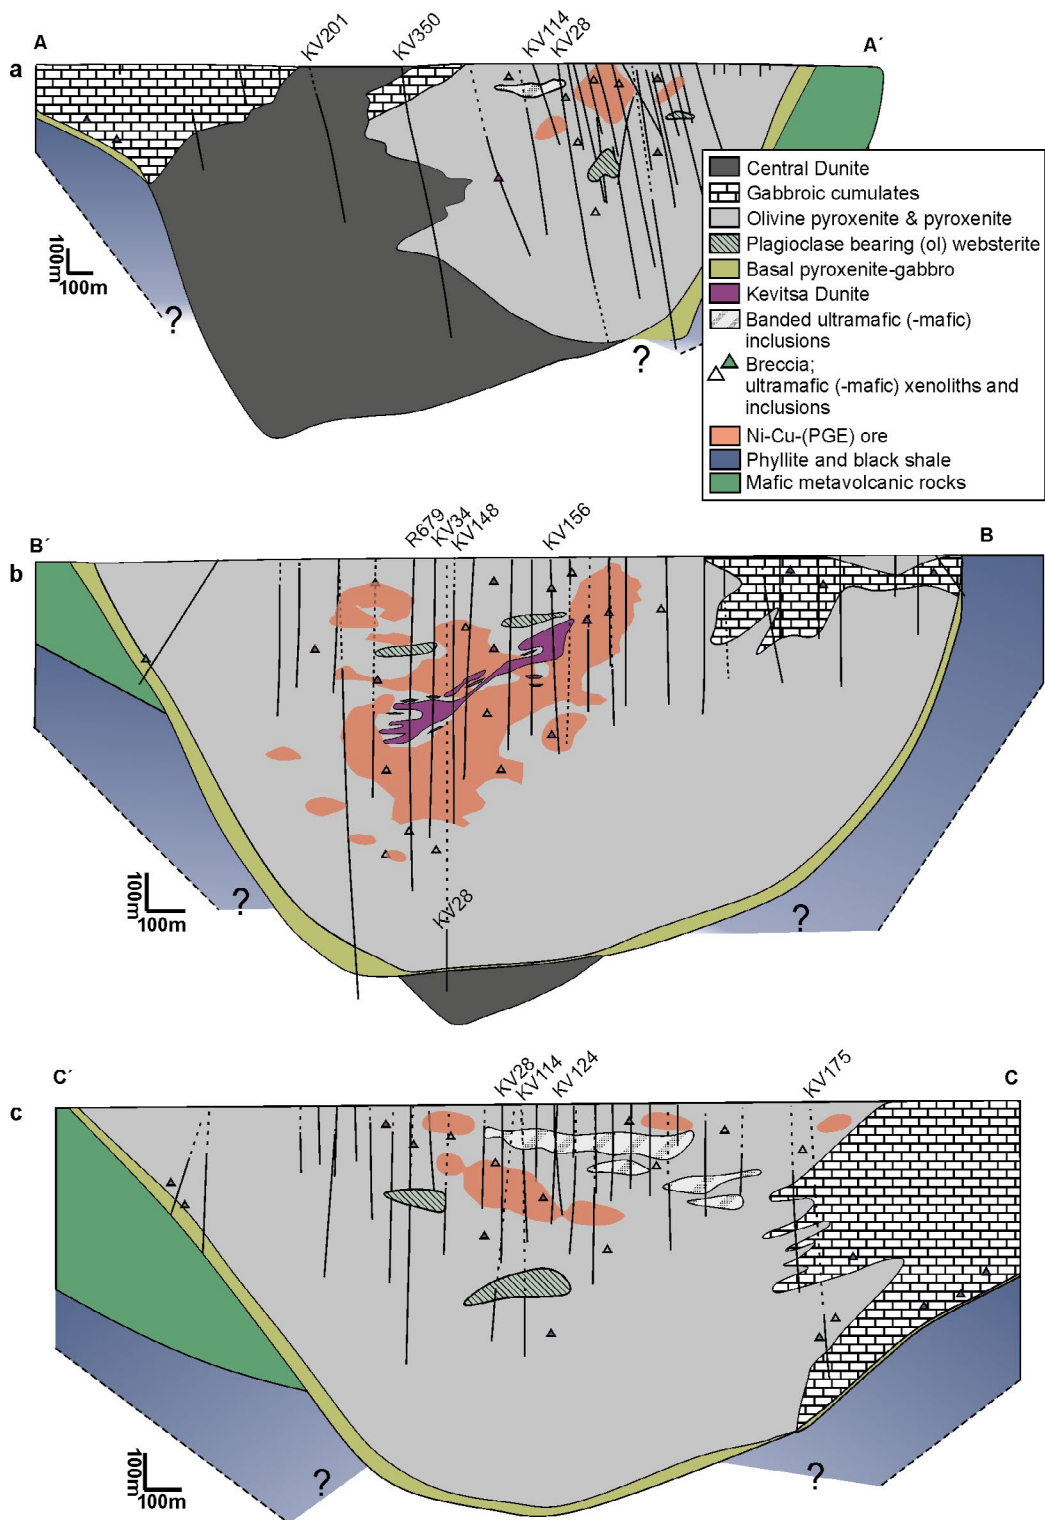 A
KV201
KV350
KV114
KV28
A´
a
100m
100m
?
?
Central Dunite
Gabbroic cumulates
Olivine pyroxenite & pyroxenite
Plagioclase bearing (ol) websterite
Basal pyroxenite-gabbro
Kevitsa Dunite
Banded ultramafic (-mafic)
inclusions
Breccia;
ultramafic (-mafic) xenoliths and
inclusions
Ni-Cu-(PGE) ore
Phyllite and black shale
Mafic metavolcanic rocks
B´
R679
KV34
KV148
KV156
B
b
100m
100m
?
KV28
?
C´
KV28
KV114
KV124
KV175
C
c
100m
100m
?
?